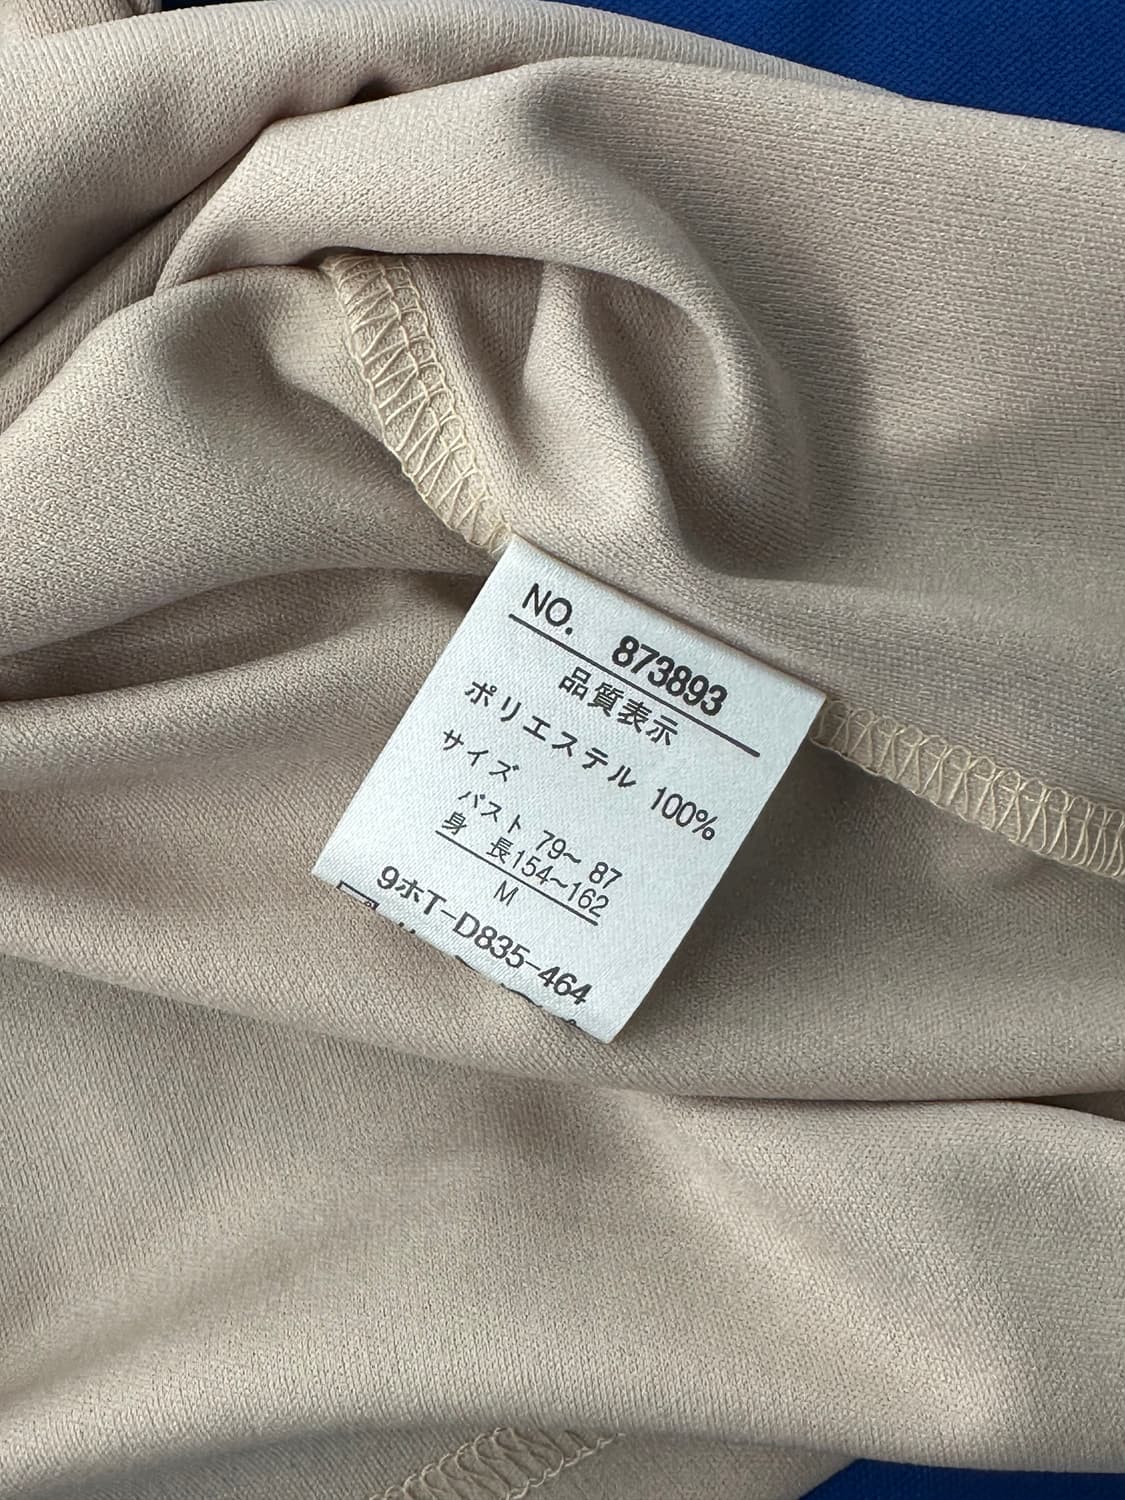 NO. 873893
品質表示
ポリエステル 100%
サイズ
バスト 79~ 87
身 長154~162
M
9ホT-D835-464